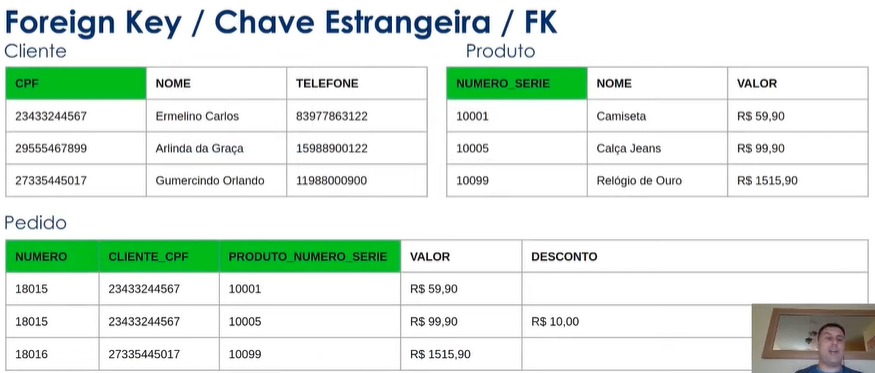 Foreign Key / Chave Estrangeira / FK
Cliente
CPF NOME TELEFONE
23433244567 Ermelino Carlos 83977863122
29555467899 Arlinda da Graça 15988900122
27335445017 Gumercindo Orlando 11988000900
Produto
NUMERO_SERIE NOME VALOR
10001 Camiseta R$ 59,90
10005 Calça Jeans R$ 99,90
10099 Relógio de Ouro R$ 1515,90
Pedido
NUMERO CLIENTE_CPF PRODUTO_NUMERO_SERIE VALOR DESCONTO
18015 23433244567 10001 R$ 59,90
18015 23433244567 10005 R$ 99,90 R$ 10,00
18016 27335445017 10099 R$ 1515,90